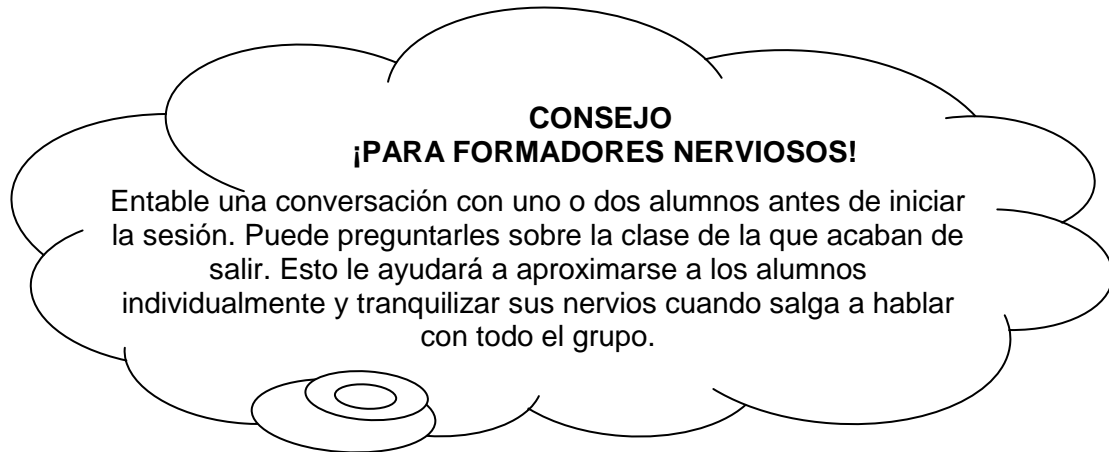 CONSEJO
¡PARA FORMADORES NERVIOSOS!
Entable una conversación con uno o dos alumnos antes de iniciar
la sesión. Puede preguntarles sobre la clase de la que acaban de
salir. Esto le ayudará a aproximarse a los alumnos
individualmente y tranquilizar sus nervios cuando salga a hablar
con todo el grupo.